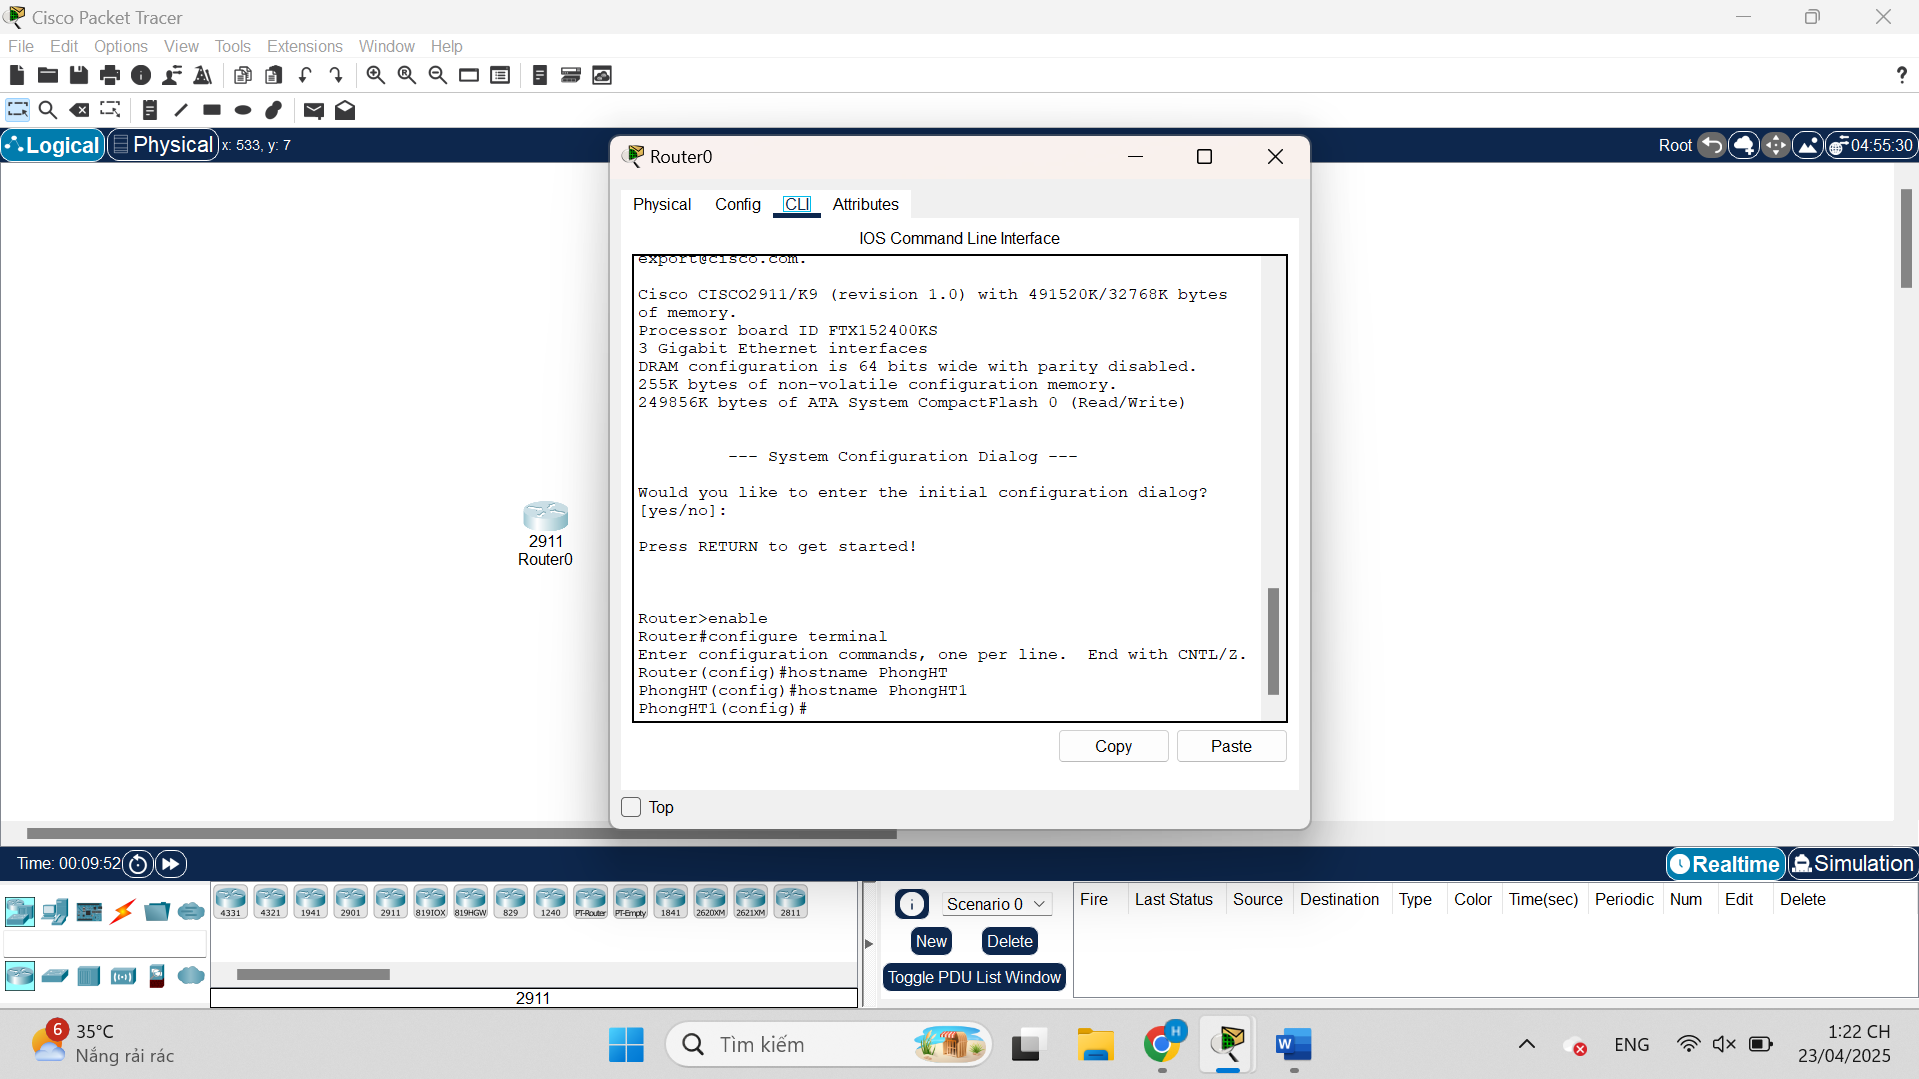 Cisco Packet Tracer
File Edit Options View Tools Extensions Window Help
?
Logical Physical x: 533, y: 7
Root 04:55:30
2911
Router0
Router0
Physical Config CLI Attributes
IOS Command Line Interface
export@cisco.com.
Cisco CISCO2911/K9 (revision 1.0) with 491520K/32768K bytes
of memory.
Processor board ID FTX152400KS
3 Gigabit Ethernet interfaces
DRAM configuration is 64 bits wide with parity disabled.
255K bytes of non-volatile configuration memory.
249856K bytes of ATA System CompactFlash 0 (Read/Write)
--- System Configuration Dialog ---
Would you like to enter the initial configuration dialog?
[yes/no]:
Press RETURN to get started!
Router>enable
Router#configure terminal
Enter configuration commands, one per line.  End with CNTL/Z.
Router(config)#hostname PhongHT
PhongHT(config)#hostname PhongHT1
PhongHT1(config)#
Copy Paste
Top
Time: 00:09:52
Realtime Simulation
4331 4321 1941 2901 2911 819IOX 819HGW 829 1240 PT-Router PT-Empty 1841 2620XM 2621XM 2811
2911
Scenario 0
New Delete
Toggle PDU List Window
Fire Last Status Source Destination Type Color Time(sec) Periodic Num Edit Delete
6
35°C
Nắng rải rác
Tìm kiếm
H
W
ENG
1:22 CH
23/04/2025